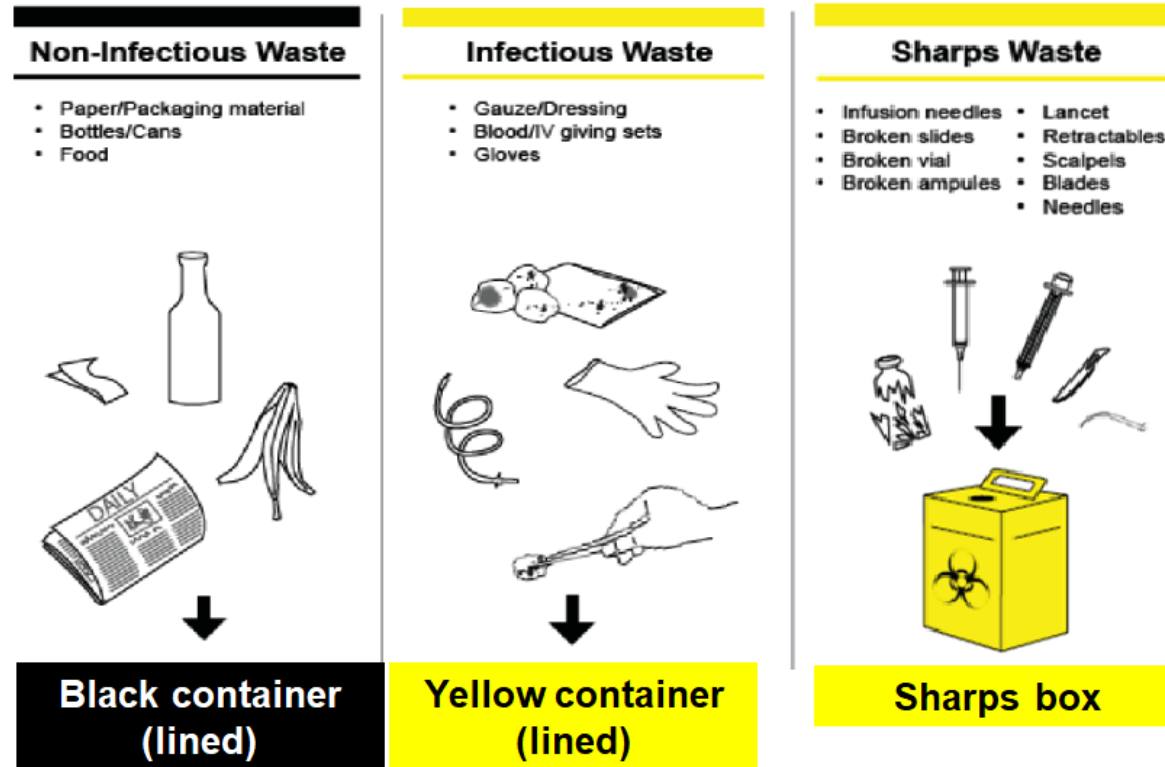 Non-Infectious Waste
• Paper/Packaging material
• Bottles/Cans
• Food
DAILY
Black container
(lined)
Infectious Waste
• Gauze/Dressing
• Blood/IV giving sets
• Gloves
Yellow container
(lined)
Sharps Waste
• Infusion needles
• Broken slides
• Broken vial
• Broken ampules
• Lancet
• Retractables
• Scalpels
• Blades
• Needles
Sharps box